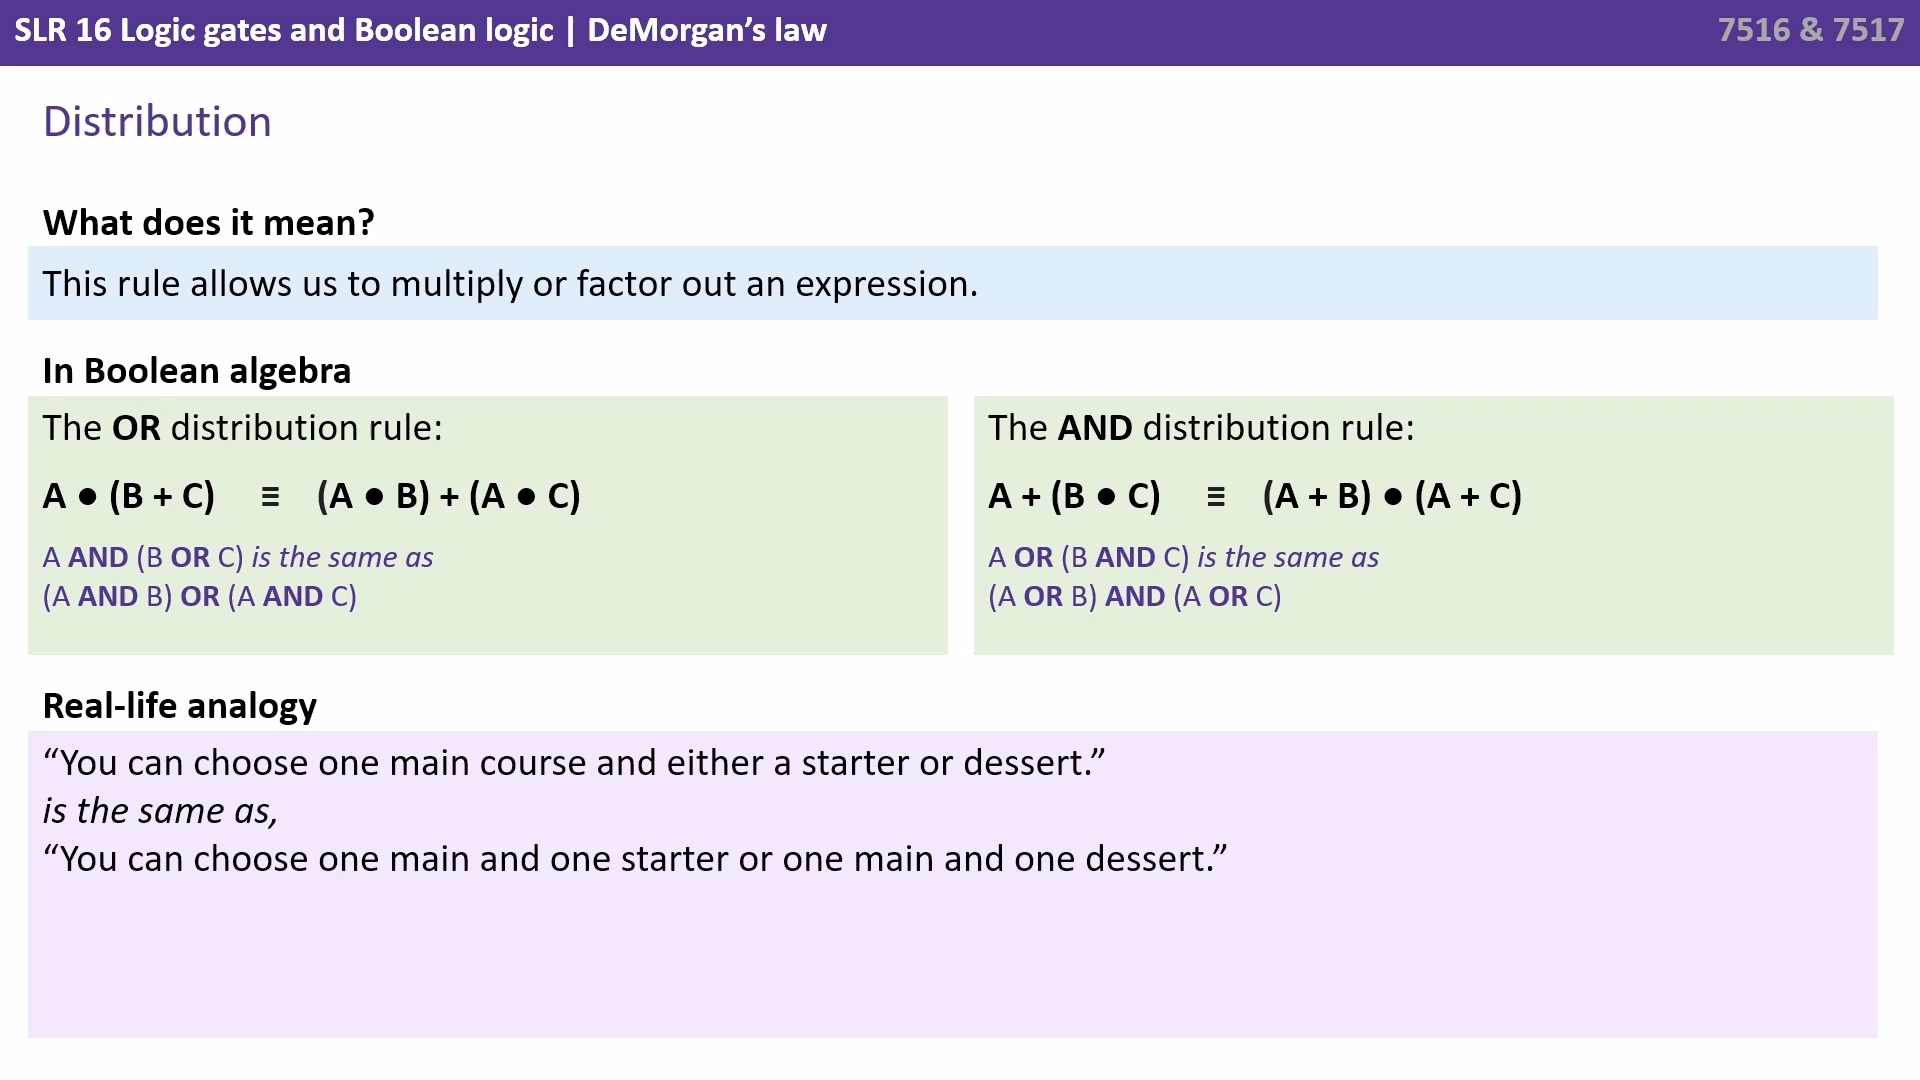 SLR 16 Logic gates and Boolean logic | DeMorgan’s law
7516 & 7517
Distribution
What does it mean?
This rule allows us to multiply or factor out an expression.
In Boolean algebra
The OR distribution rule:
A ● (B + C) ≡ (A ● B) + (A ● C)
A AND (B OR C) is the same as
(A AND B) OR (A AND C)
The AND distribution rule:
A + (B ● C) ≡ (A + B) ● (A + C)
A OR (B AND C) is the same as
(A OR B) AND (A OR C)
Real-life analogy
“You can choose one main course and either a starter or dessert.”
is the same as,
“You can choose one main and one starter or one main and one dessert.”